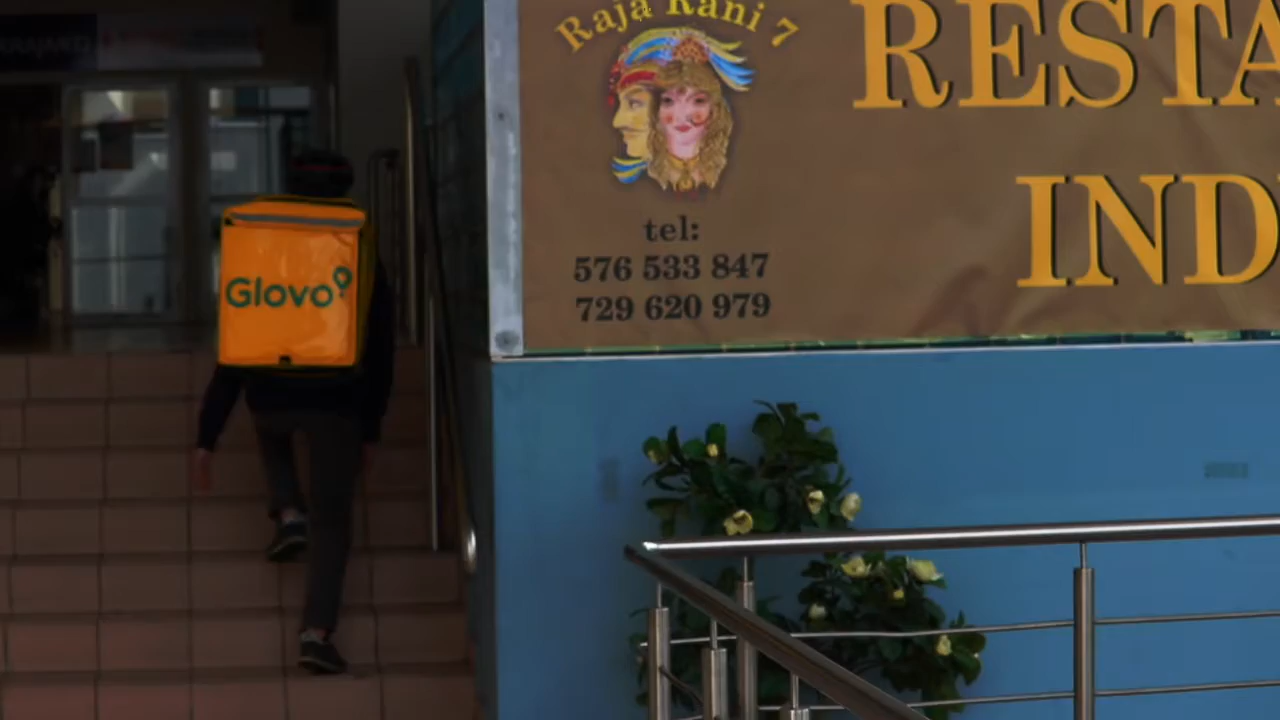 Raja Rani 7
RESTA
IND
tel:
576 533 847
729 620 979
Glovo